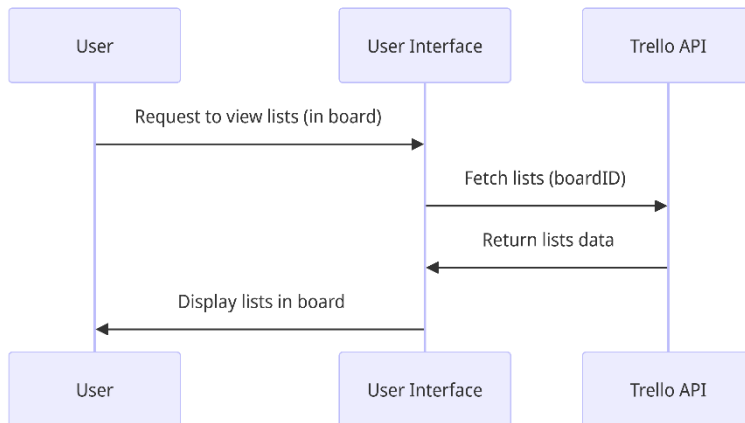 User
User Interface
Trello API
Request to view lists (in board)
Fetch lists (boardID)
Return lists data
Display lists in board
User
User Interface
Trello API